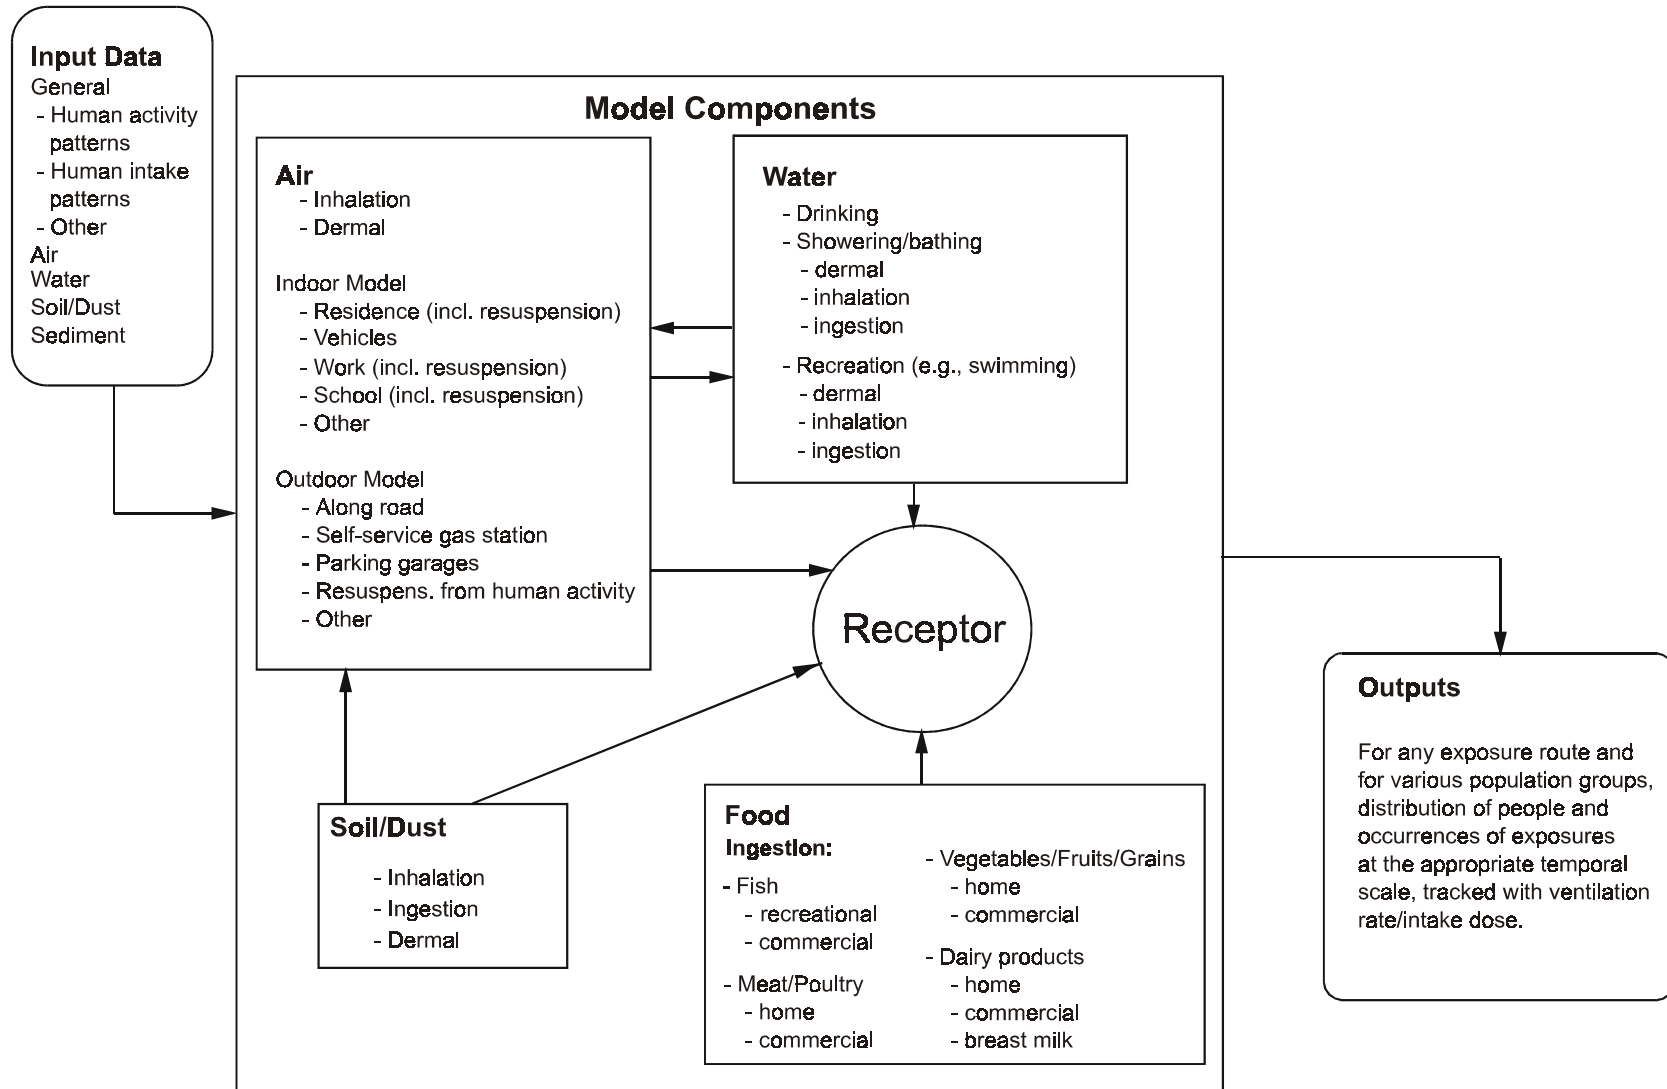 Input Data
General
- Human activity
patterns
- Human intake
patterns
- Other
Air
Water
Soil/Dust
Sediment
Model Components
Air
- Inhalation
- Dermal
Indoor Model
- Residence (incl. resuspension)
- Vehicles
- Work (incl. resuspension)
- School (incl. resuspension)
- Other
Outdoor Model
- Along road
- Self-service gas station
- Parking garages
- Resuspens. from human activity
- Other
Water
- Drinking
- Showering/bathing
- dermal
- inhalation
- ingestion
- Recreation (e.g., swimming)
- dermal
- inhalation
- ingestion
Receptor
Soil/Dust
- Inhalation
- Ingestion
- Dermal
Food
Ingestion:
- Fish
- recreational
- commercial
- Meat/Poultry
- home
- commercial
- Vegetables/Fruits/Grains
- home
- commercial
- Dairy products
- home
- commercial
- breast milk
Outputs
For any exposure route and
for various population groups,
distribution of people and
occurrences of exposures
at the appropriate temporal
scale, tracked with ventilation
rate/intake dose.